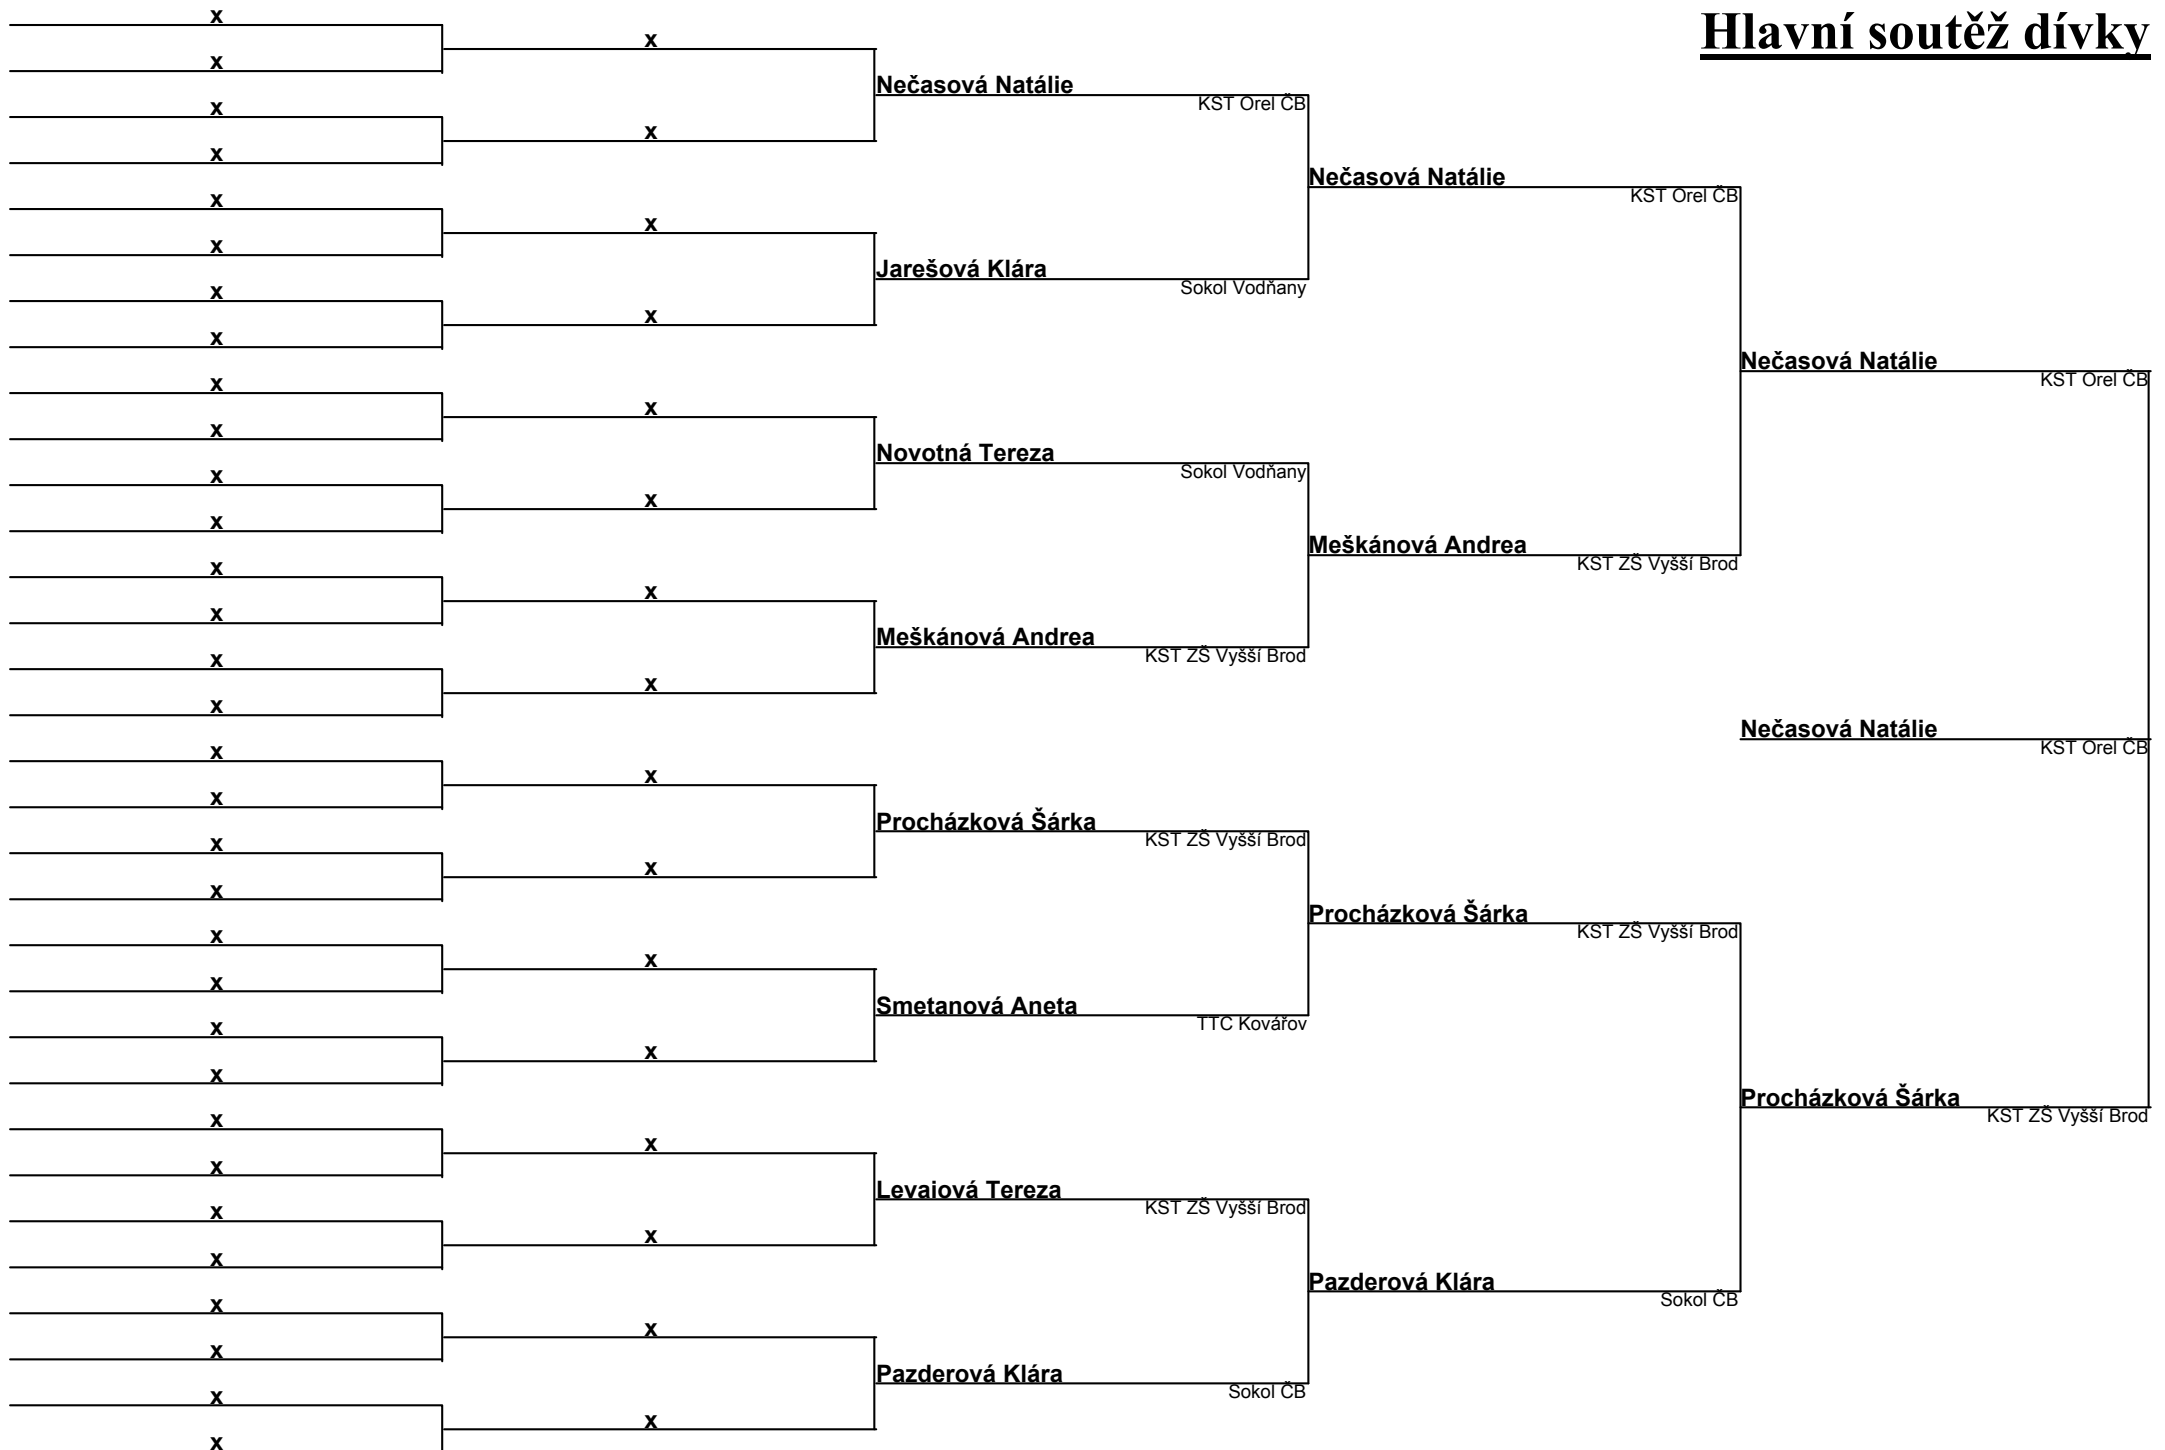 x
Hlavní soutěž dívky
x
x
Nečasová Natálie
KST Orel ČB
x
x
x
Nečasová Natálie
KST Orel ČB
x
x
x
Jarešová Klára
Sokol Vodňany
x
x
x
Nečasová Natálie
KST Orel ČB
x
x
x
Novotná Tereza
Sokol Vodňany
x
x
x
Meškánová Andrea
KST ZŠ Vyšší Brod
x
x
x
Meškánová Andrea
KST ZŠ Vyšší Brod
x
x
x
Nečasová Natálie
KST Orel ČB
x
x
x
Procházková Šárka
KST ZŠ Vyšší Brod
x
x
x
Procházková Šárka
KST ZŠ Vyšší Brod
x
x
x
Smetanová Aneta
TTC Kovářov
x
x
x
Procházková Šárka
KST ZŠ Vyšší Brod
x
x
x
Levaiová Tereza
KST ZŠ Vyšší Brod
x
x
x
Pazderová Klára
Sokol ČB
x
x
x
Pazderová Klára
Sokol ČB
x
x
x